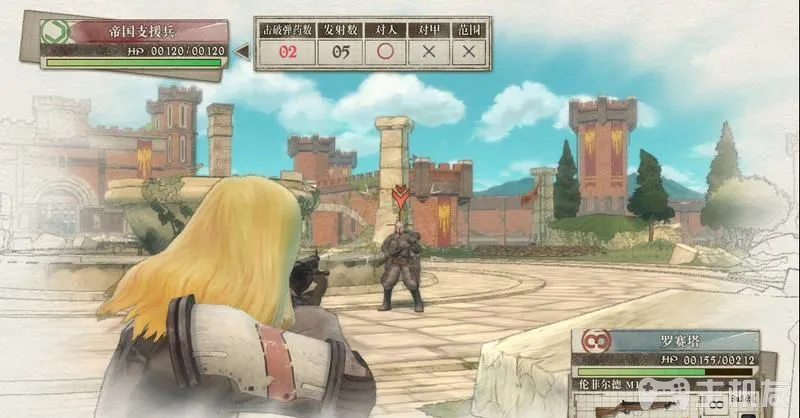 帝国支援兵
HP 00120/00120
击破弹药数 发射数 对人 对甲 范围
02 05 ○ × ×
罗赛塔
HP 00155/00212
伦菲尔德 M1